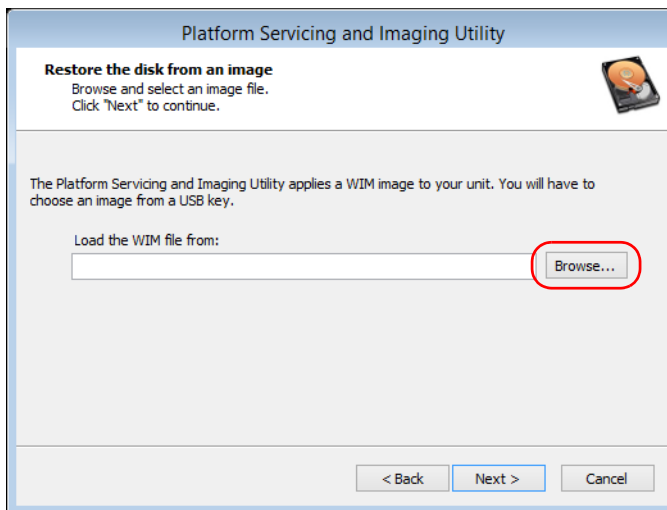 Platform Servicing and Imaging Utility
Restore the disk from an image
Browse and select an image file.
Click "Next" to continue.
The Platform Servicing and Imaging Utility applies a WIM image to your unit. You will have to
choose an image from a USB key.
Load the WIM file from:
Browse...
< Back Next > Cancel